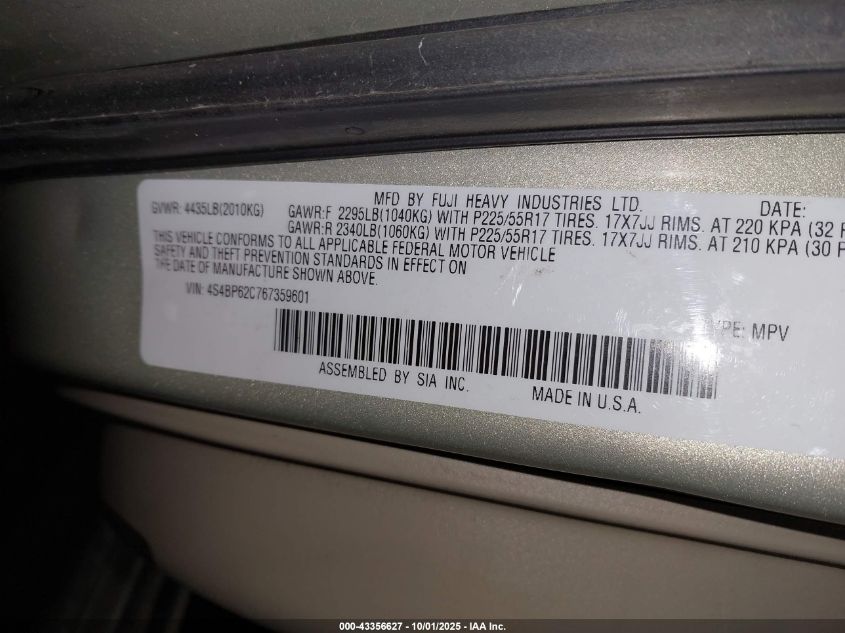 MFD BY FUJI HEAVY INDUSTRIES LTD. DATE:
GVWR: 4435LB(2010KG) GAWR:F 2295LB(1040KG) WITH P225/55R17 TIRES. 17X7JJ RIMS. AT 220 KPA (32
GAWR:R 2340LB(1060KG) WITH P225/55R17 TIRES. 17X7JJ RIMS. AT 210 KPA (30
THIS VEHICLE CONFORMS TO ALL APPLICABLE FEDERAL MOTOR VEHICLE
SAFETY AND THEFT PREVENTION STANDARDS IN EFFECT ON
THE DATE OF MANUFACTURE SHOWN ABOVE.
VIN: 4S4BP62C767359601 TYPE: MPV
ASSEMBLED BY SIA INC. MADE IN U.S.A.
000-43356627 - 10/01/2025 - IAA Inc.